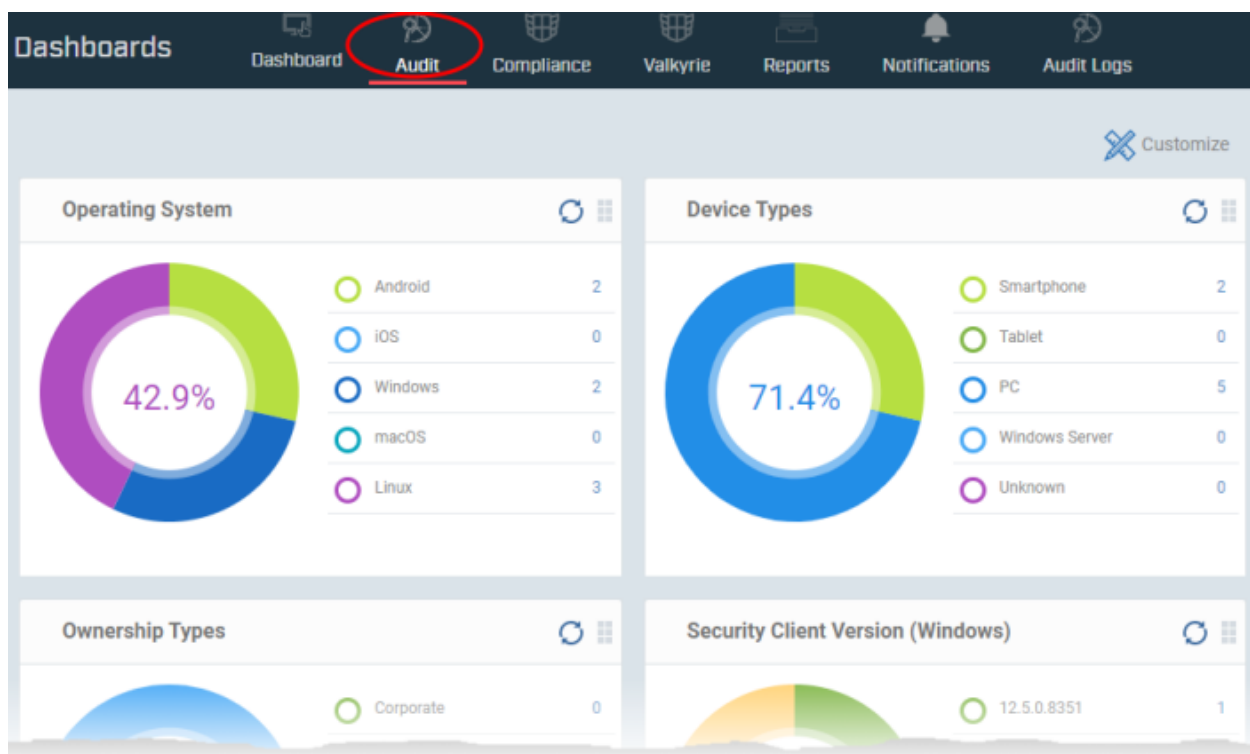 Dashboards
Dashboard Audit Compliance Valkyrie Reports Notifications Audit Logs
Customize
Operating System
42.9%
Android 2
iOS 0
Windows 2
macOS 0
Linux 3
Device Types
71.4%
Smartphone 2
Tablet 0
PC 5
Windows Server 0
Unknown 0
Ownership Types
Corporate 0
Security Client Version (Windows)
12.5.0.8351 1